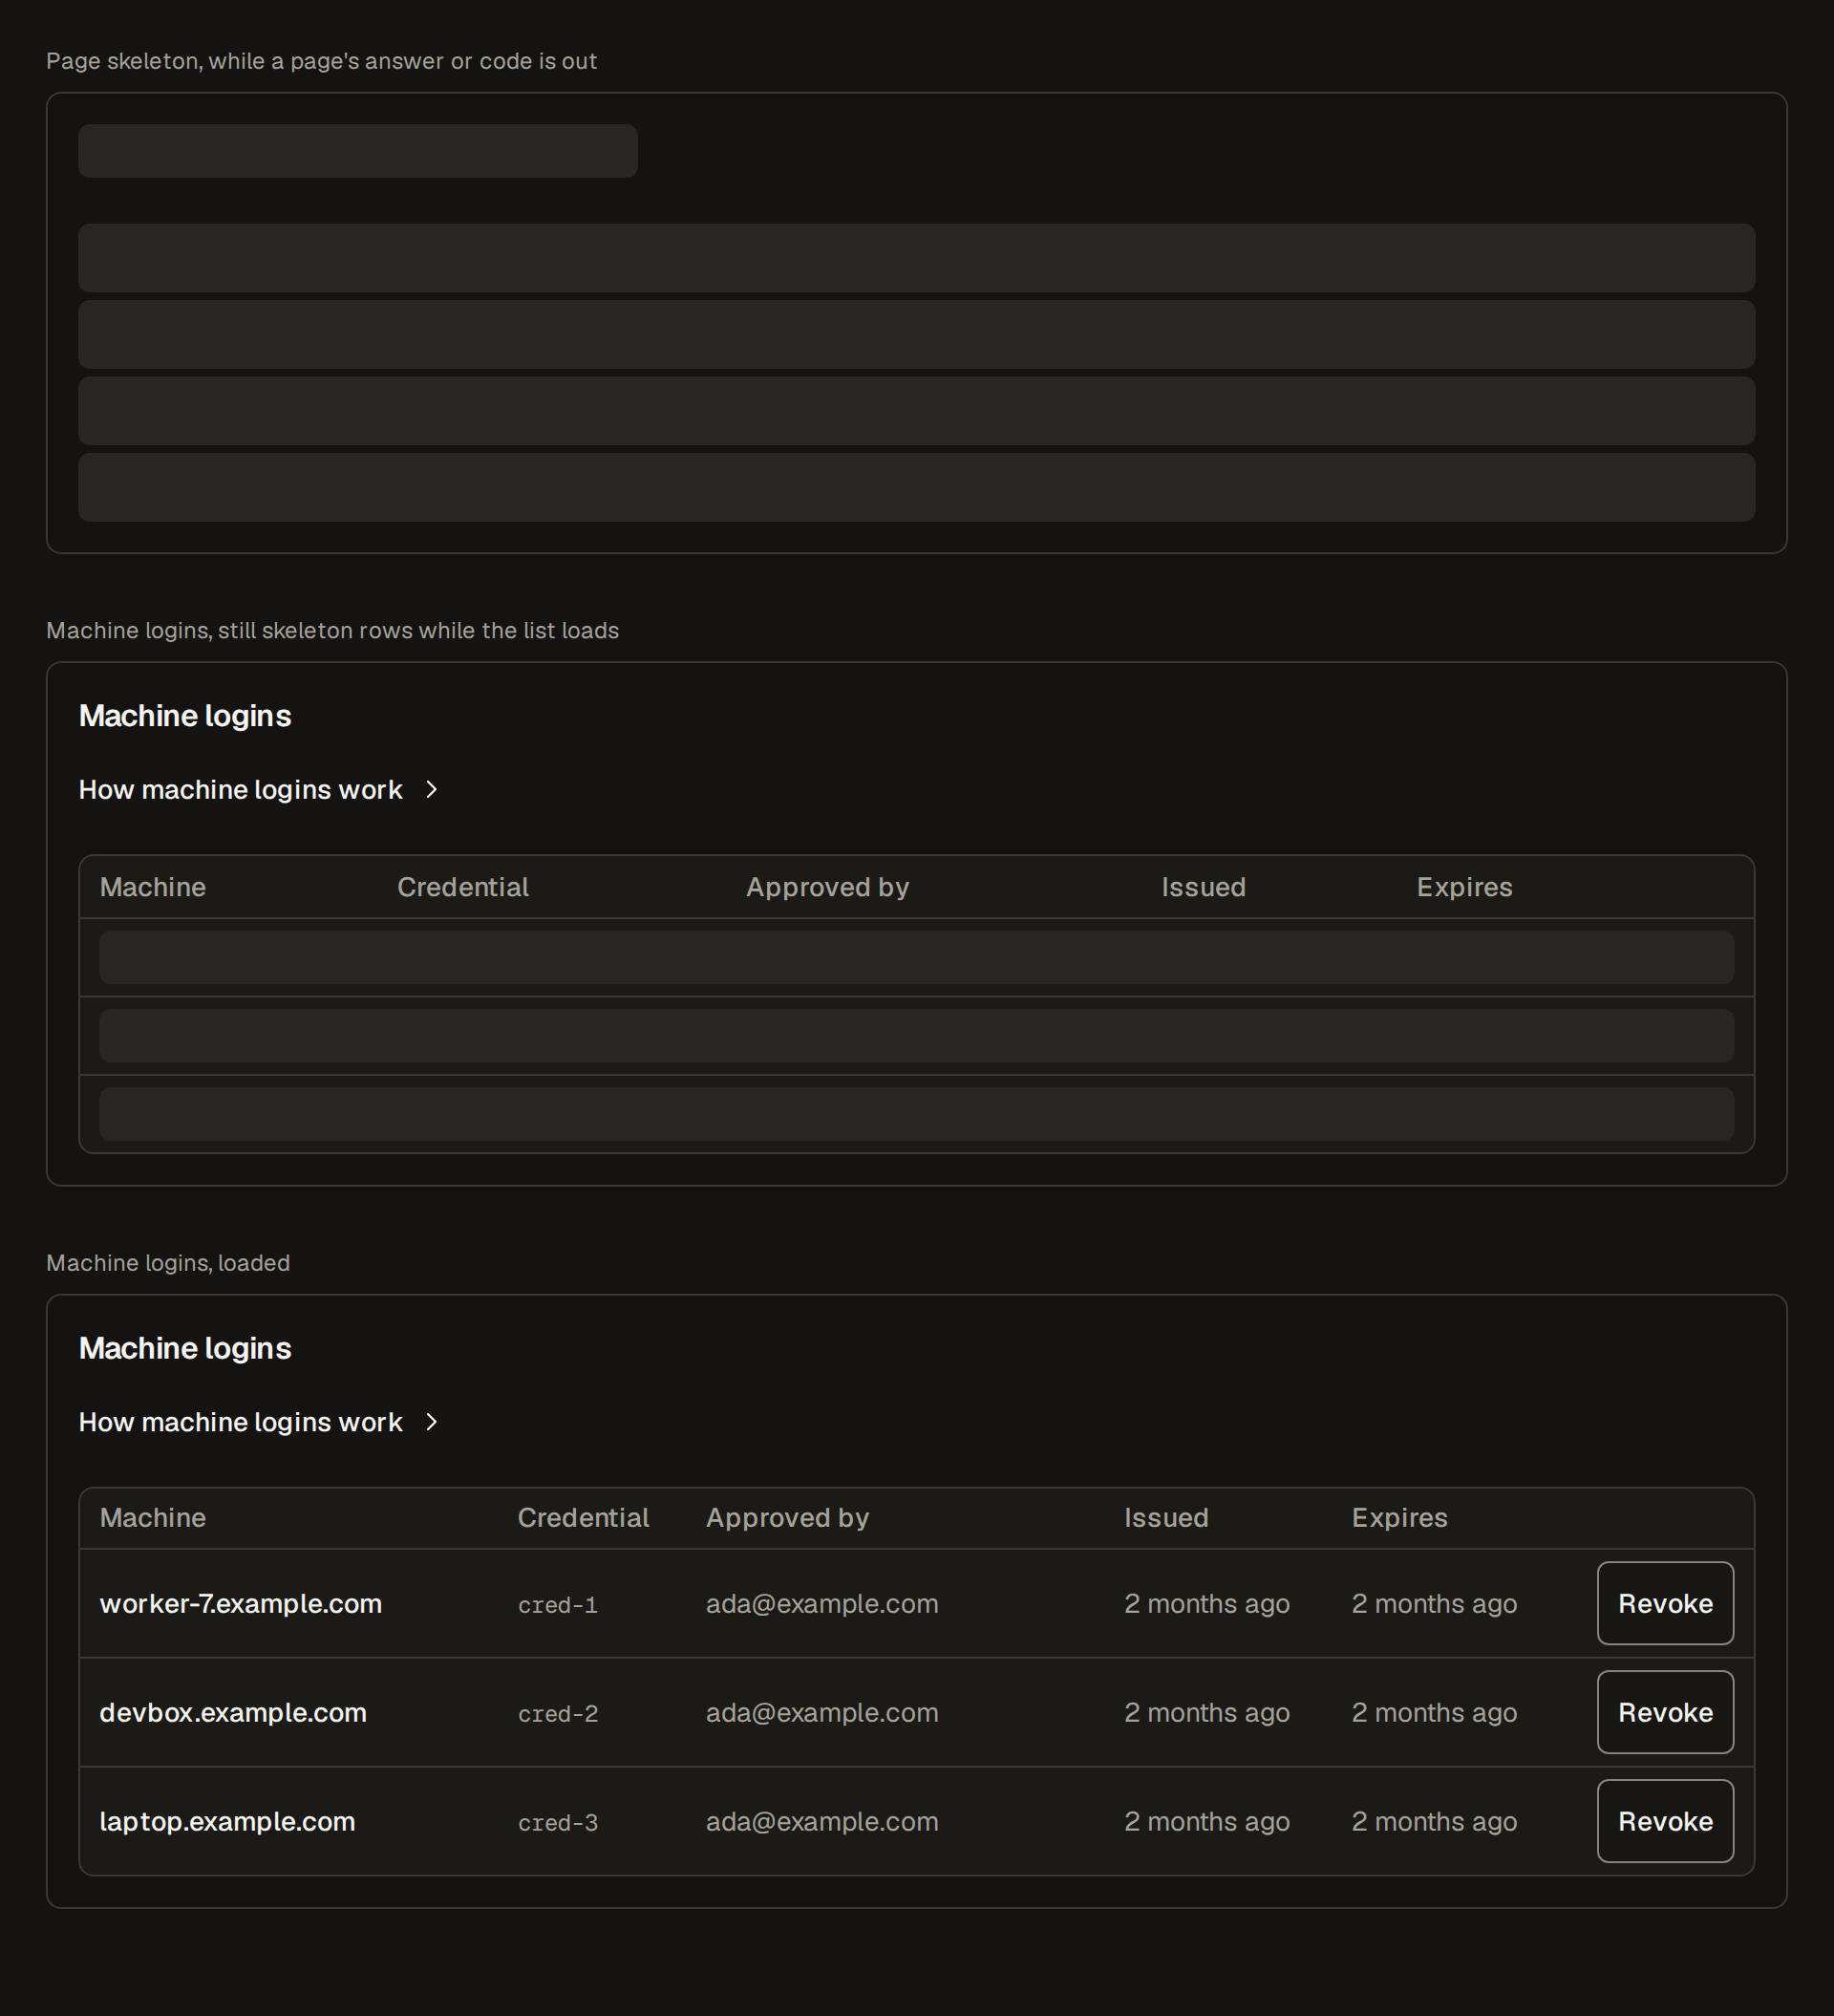 Page skeleton, while a page's answer or code is out
Machine logins, still skeleton rows while the list loads
Machine logins
How machine logins work
Machine Credential Approved by Issued Expires
Machine logins, loaded
Machine logins
How machine logins work
Machine Credential Approved by Issued Expires
worker-7.example.com cred-1 ada@example.com 2 months ago 2 months ago Revoke
devbox.example.com cred-2 ada@example.com 2 months ago 2 months ago Revoke
laptop.example.com cred-3 ada@example.com 2 months ago 2 months ago Revoke